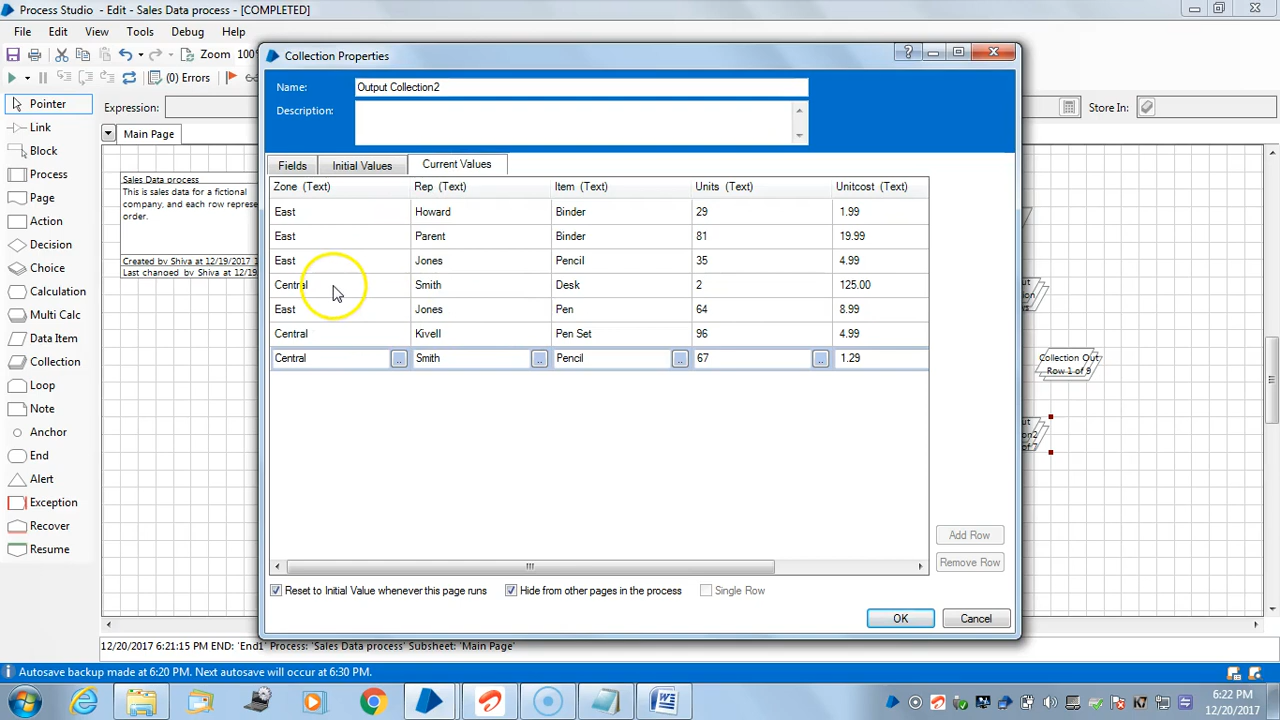 Process Studio - Edit - Sales Data process - [COMPLETED]
File Edit View Tools Debug
Zoom 100
(0) Errors
Expression:
Store In:
Pointer
Link
Block
Process
Page
Action
Decision
Choice
Calculation
Multi Calc
Data Item
Collection
Loop
Note
Anchor
End
Alert
Exception
Recover
Resume
Main Page
Sales Data process
This is sales data for a fictional
company, and each row represe
order.
Created by Shiva at 12/19/2017
Last changed by Shiva at 12/19
Collection Properties
Name: Output Collection2
Description:
Fields Initial Values Current Values
Zone (Text) Rep (Text) Item (Text) Units (Text) Unitcost (Text)
East Howard Binder 29 1.99
East Parent Binder 81 19.99
East Jones Pencil 35 4.99
Central Smith Desk 2 125.00
East Jones Pen 64 8.99
Central Kivell Pen Set 96 4.99
Central .. Smith .. Pencil .. 67 .. 1.29
Add Row
Remove Row
Reset to Initial Value whenever this page runs Hide from other pages in the process Single Row
OK Cancel
Collection Out
Row 1 of 9
12/20/2017 6:21:15 PM END: 'End1' Process: 'Sales Data process' Subsheet: 'Main Page'
Autosave backup made at 6:20 PM. Next autosave will occur at 6:30 PM.
6:22 PM
12/20/2017